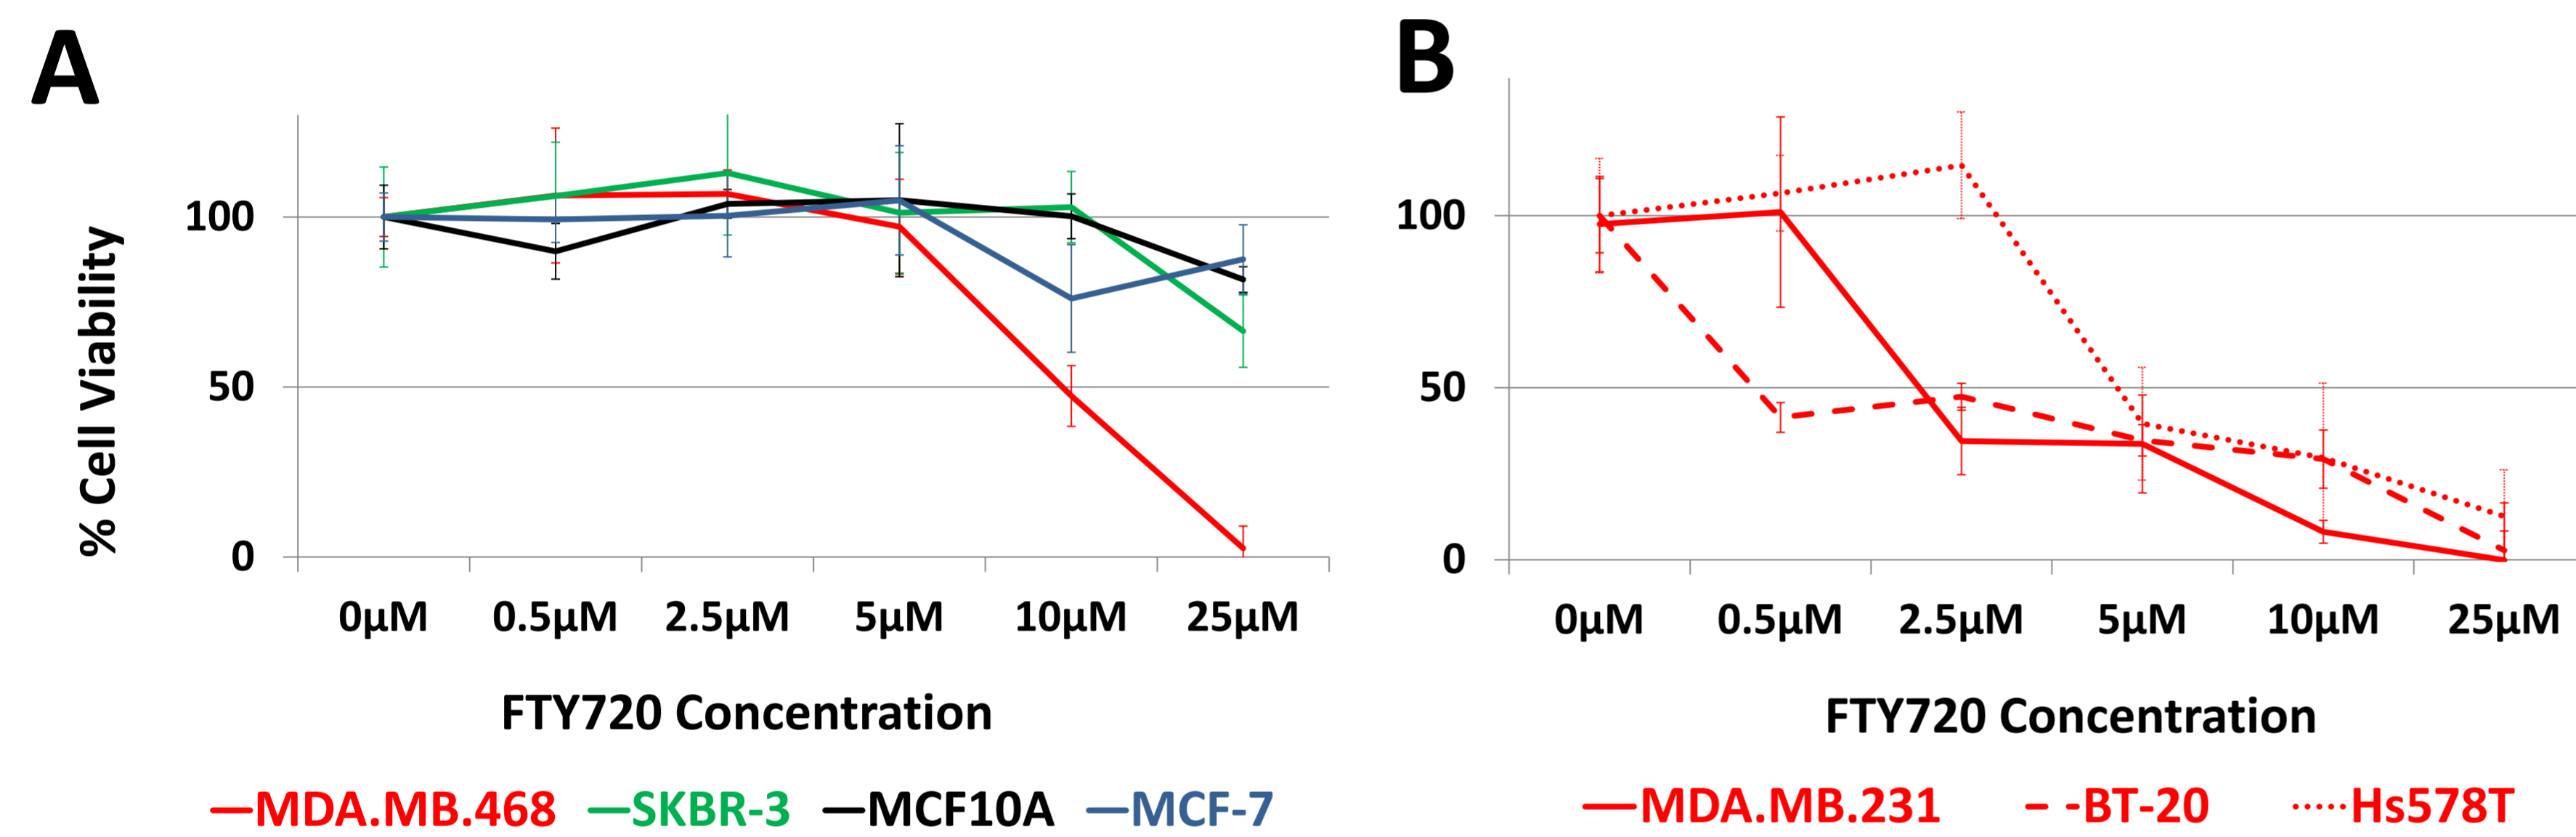 A
% Cell Viability
100
50
0
0µM 0.5µM 2.5µM 5µM 10µM 25µM
FTY720 Concentration
MDA.MB.468 SKBR-3 MCF10A MCF-7
B
100
50
0
0µM 0.5µM 2.5µM 5µM 10µM 25µM
FTY720 Concentration
MDA.MB.231 BT-20 Hs578T